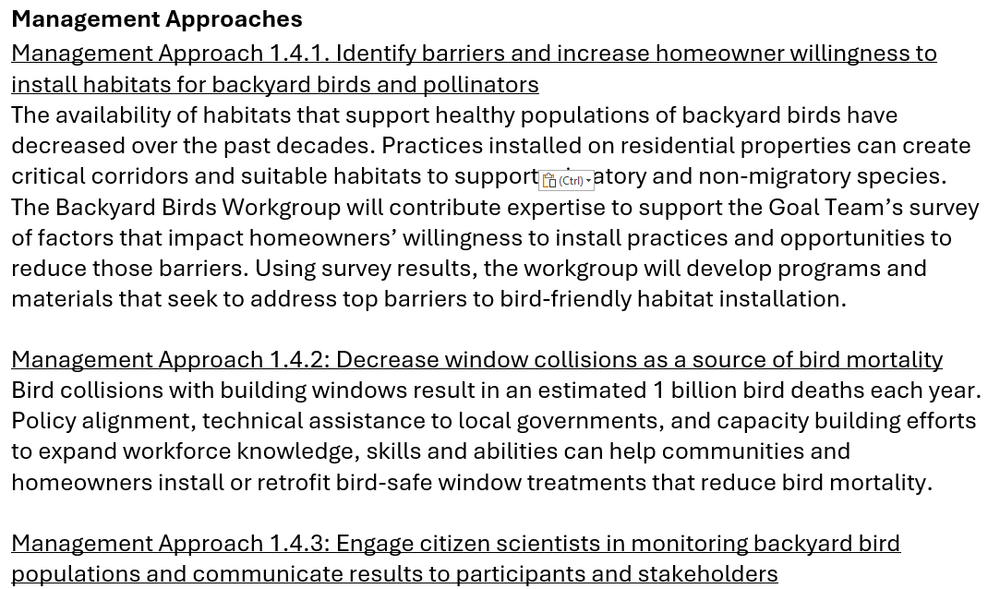 Management Approaches
Management Approach 1.4.1. Identify barriers and increase homeowner willingness to
install habitats for backyard birds and pollinators
The availability of habitats that support healthy populations of backyard birds have
decreased over the past decades. Practices installed on residential properties can create
critical corridors and suitable habitats to support (Ctrl) atory and non-migratory species.
The Backyard Birds Workgroup will contribute expertise to support the Goal Team’s survey
of factors that impact homeowners’ willingness to install practices and opportunities to
reduce those barriers. Using survey results, the workgroup will develop programs and
materials that seek to address top barriers to bird-friendly habitat installation.
Management Approach 1.4.2: Decrease window collisions as a source of bird mortality
Bird collisions with building windows result in an estimated 1 billion bird deaths each year.
Policy alignment, technical assistance to local governments, and capacity building efforts
to expand workforce knowledge, skills and abilities can help communities and
homeowners install or retrofit bird-safe window treatments that reduce bird mortality.
Management Approach 1.4.3: Engage citizen scientists in monitoring backyard bird
populations and communicate results to participants and stakeholders